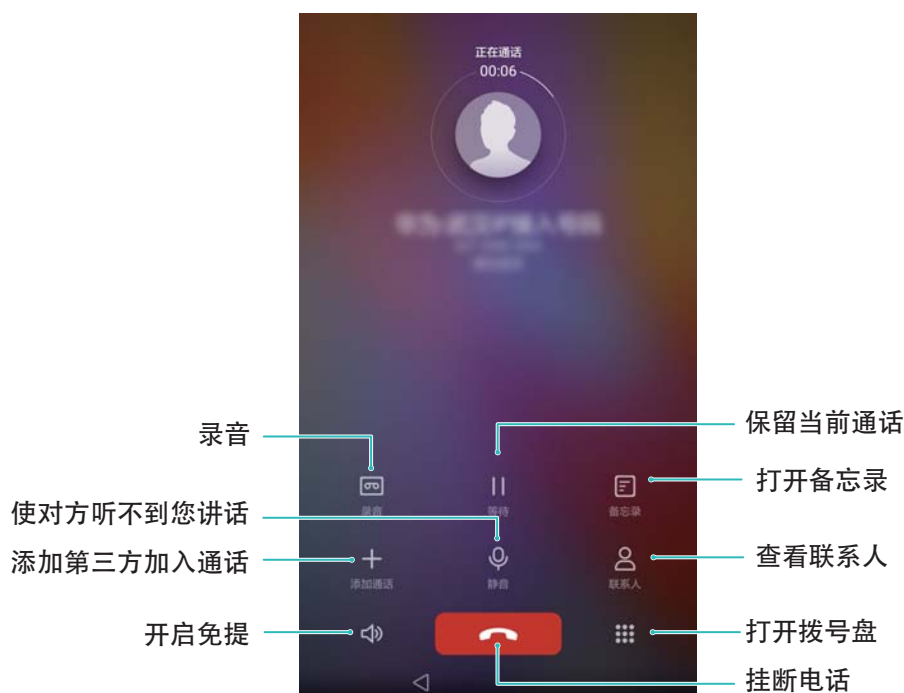 正在通话
00:06
录音
保留当前通话
打开备忘录
录音
等待
备忘录
使对方听不到您讲话
添加第三方加入通话
查看联系人
添加通话
静音
联系人
开启免提
打开拨号盘
挂断电话